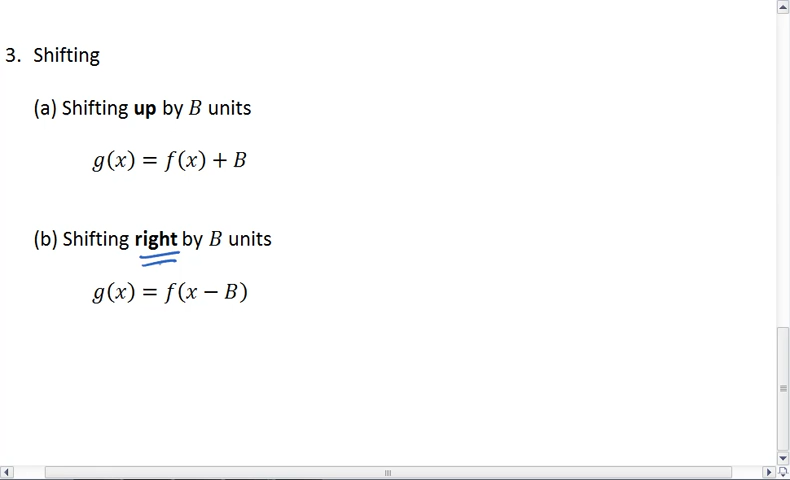 3. Shifting
(a) Shifting up by B units
g(x) = f(x) + B
(b) Shifting right by B units
g(x) = f(x − B)